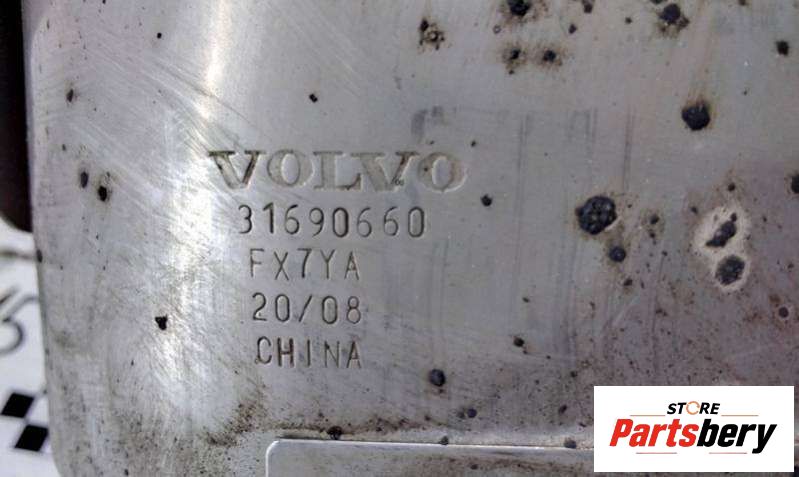 VOLVO
31690660
FX7YA
20/08
CHINA
STORE
Partsbery